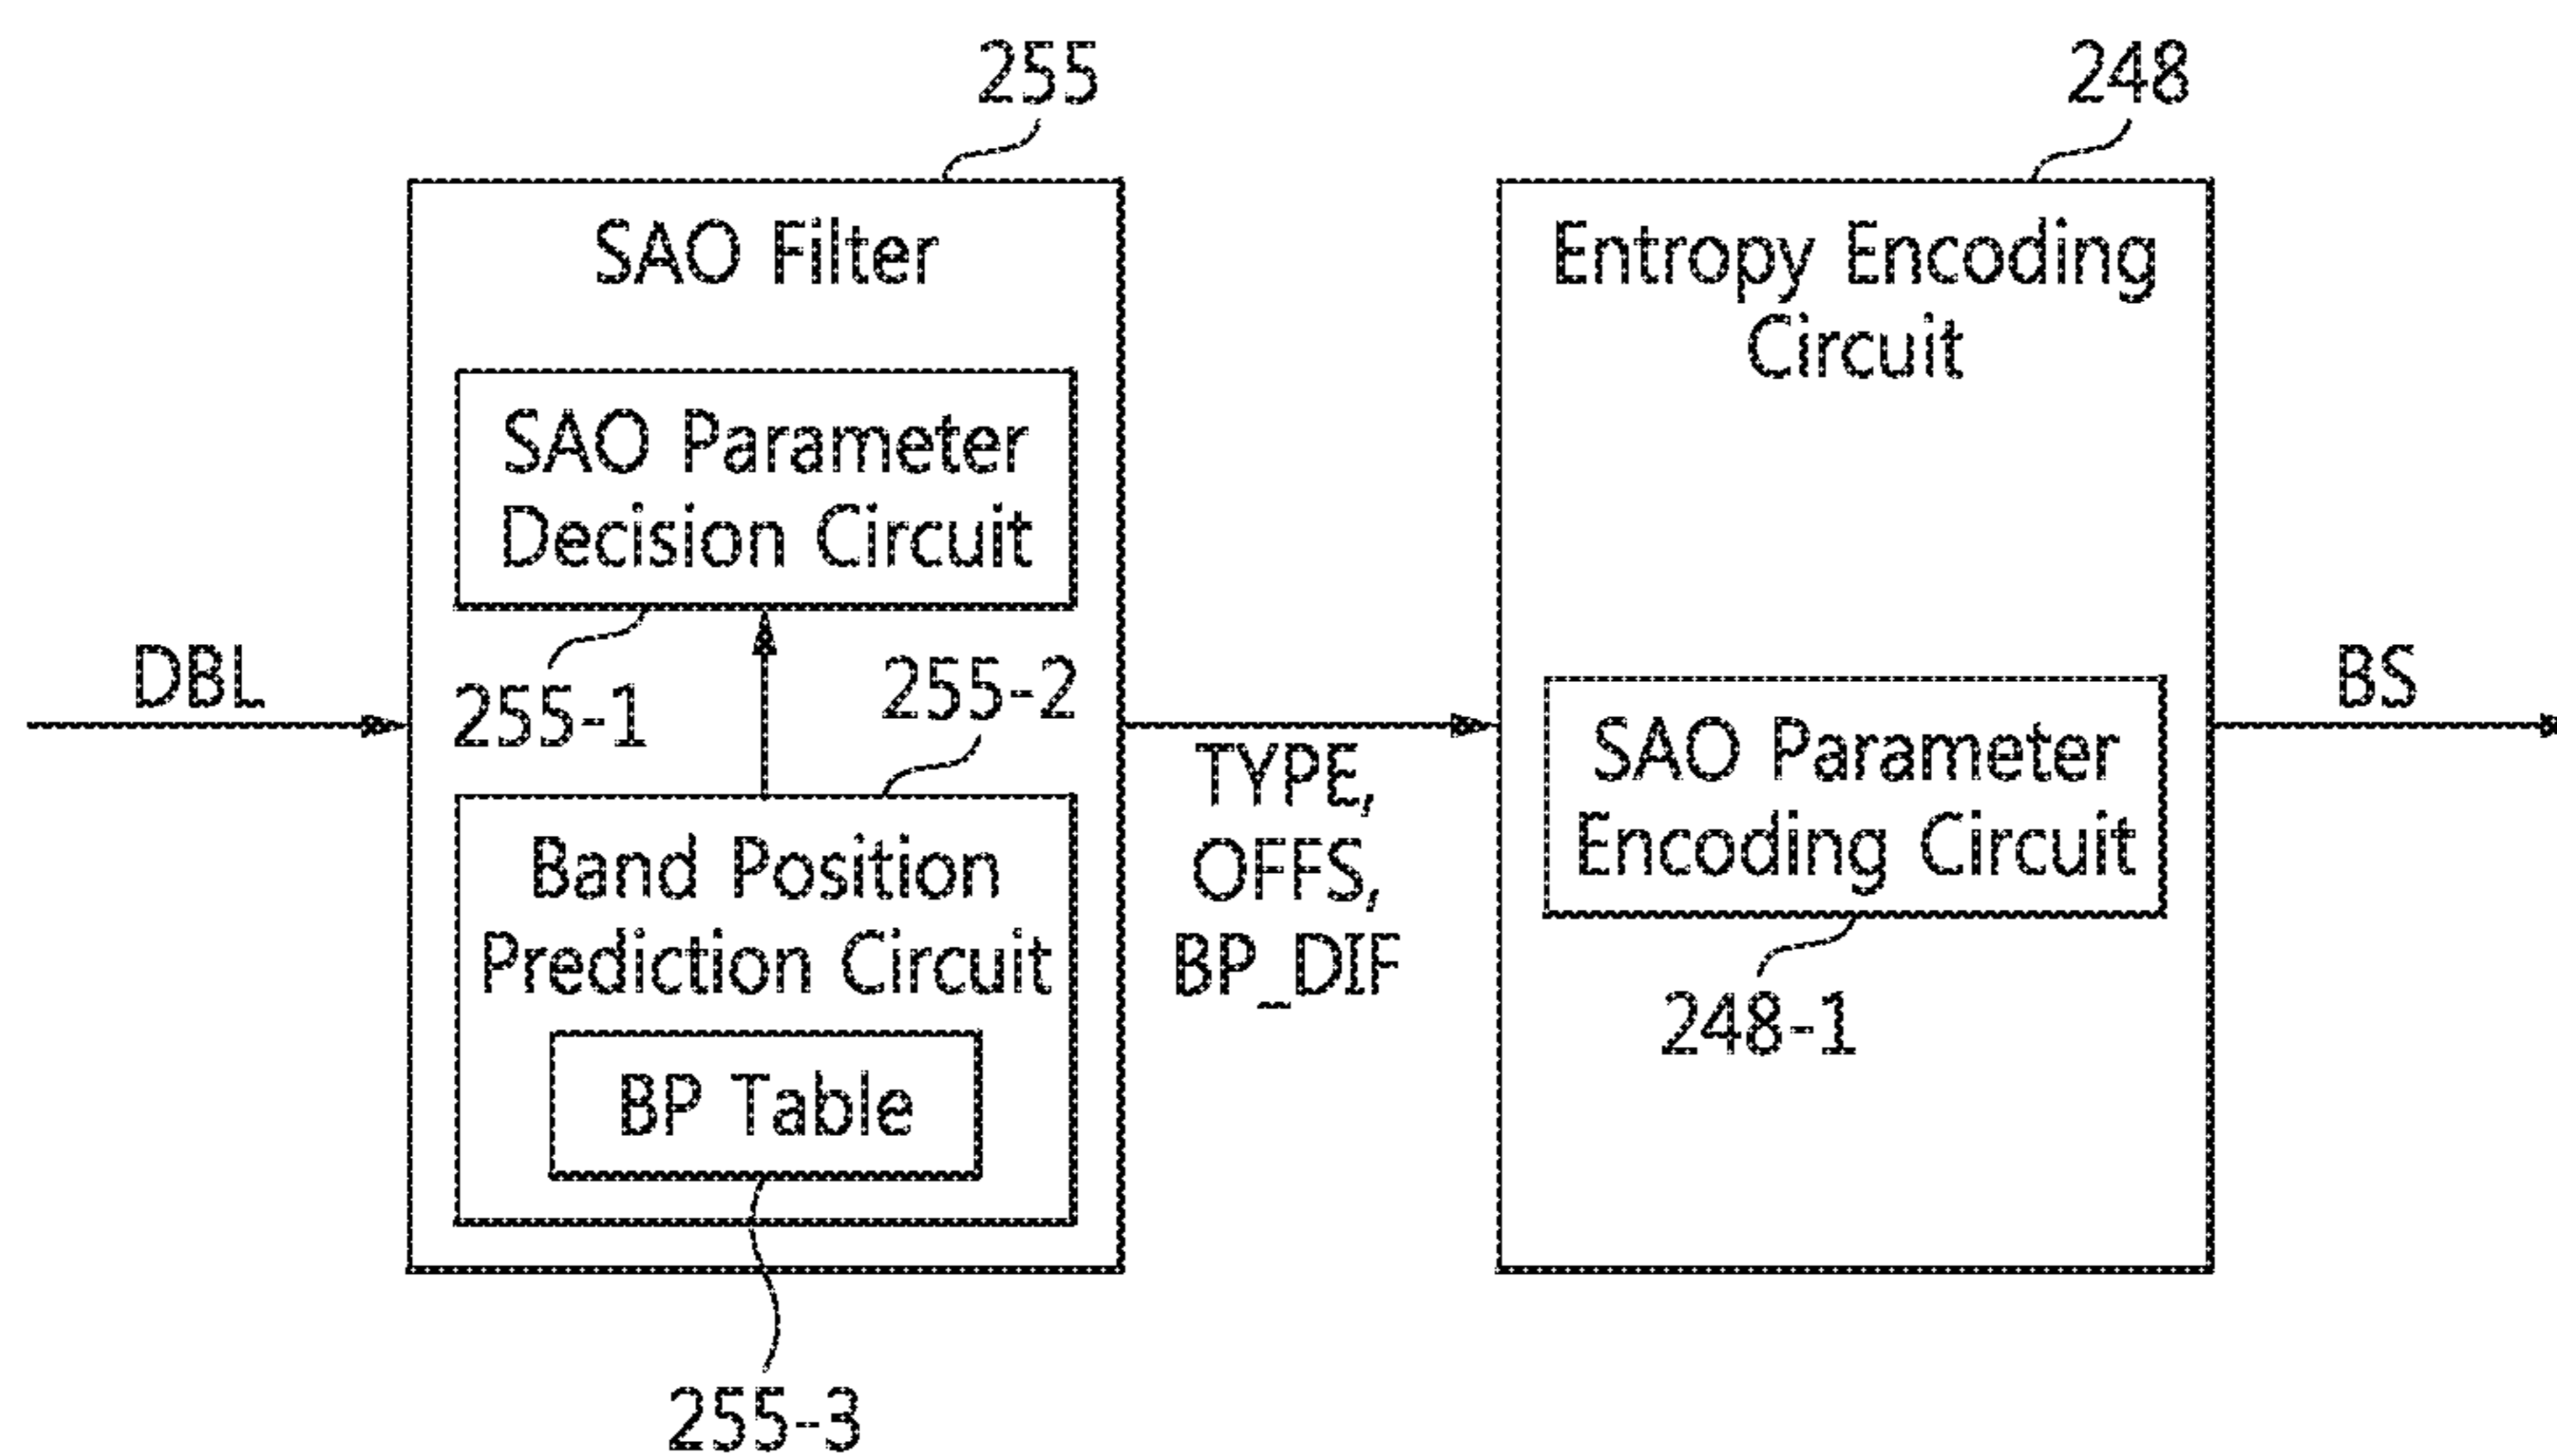 255
248
SAO Filter
Entropy Encoding
Circuit
SAO Parameter
Decision Circuit
DBL
255-1
255-2
BS
TYPE,
OFFS,
BP_DIF
SAO Parameter
Encoding Circuit
Band Position
Prediction Circuit
248-1
BP Table
255-3